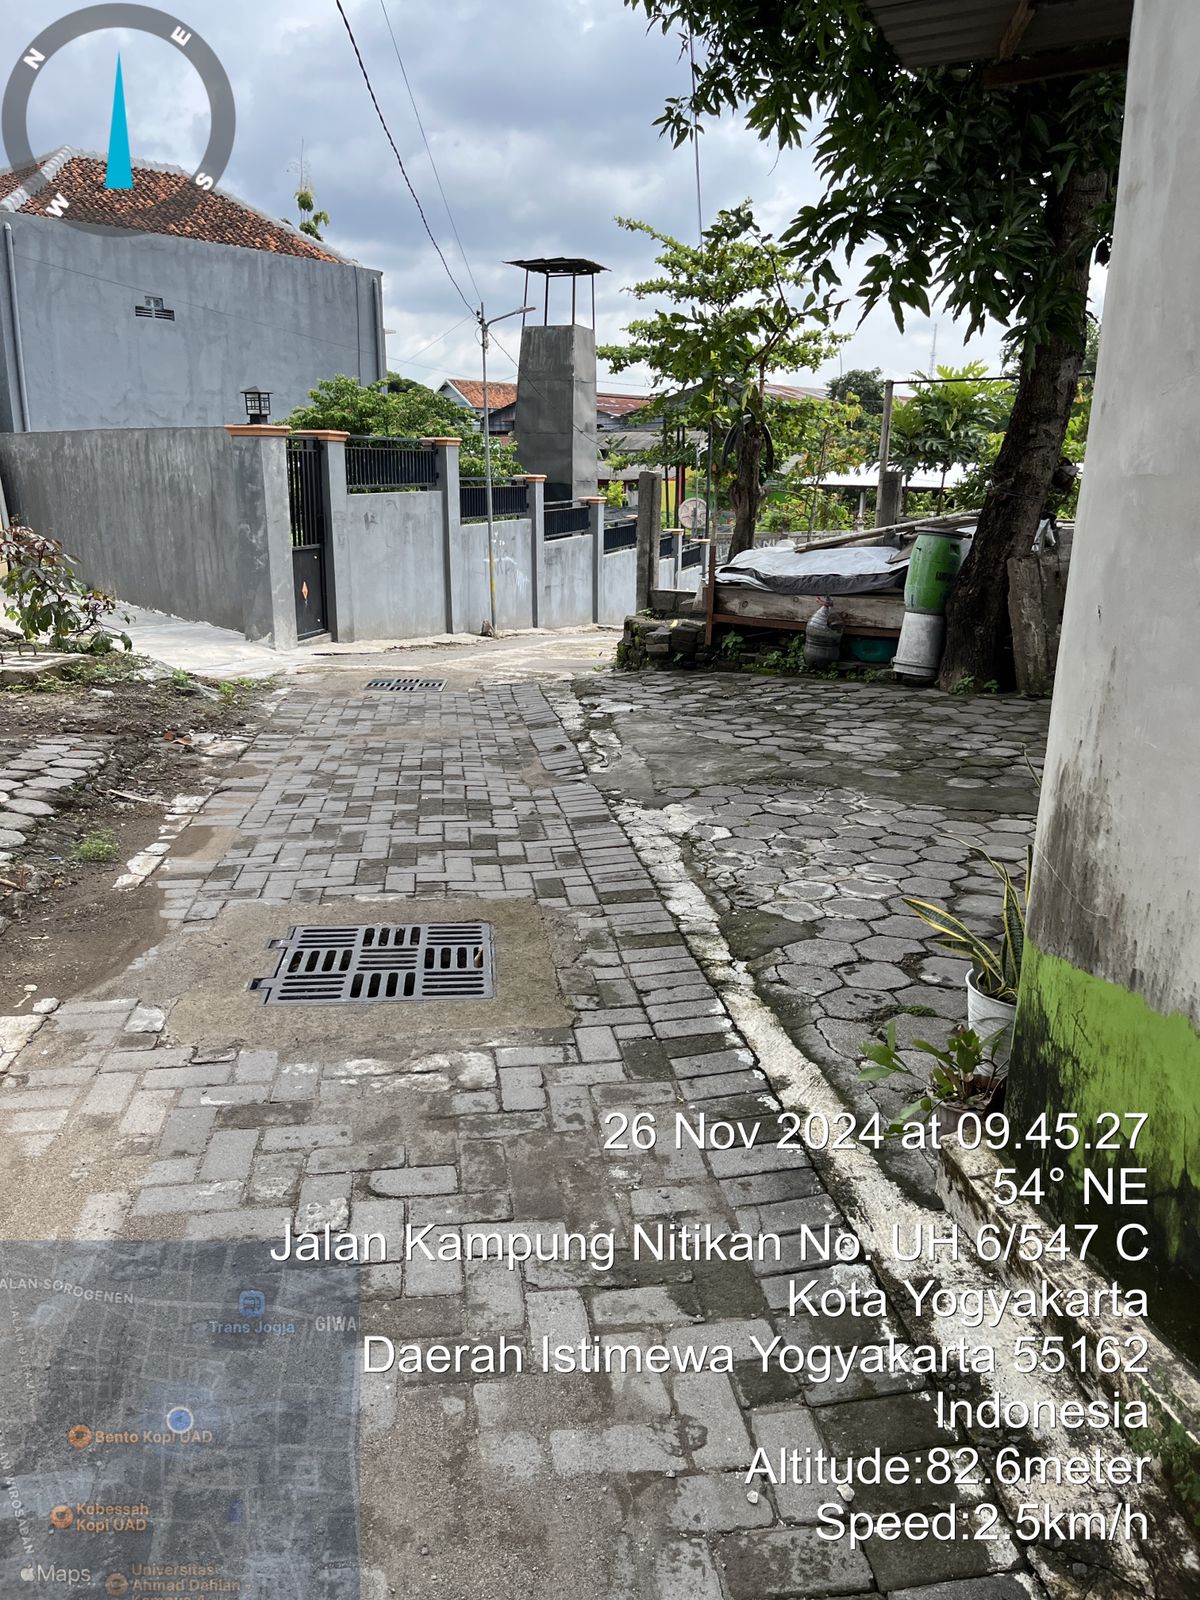 N
E
S
W
26 Nov 2024 at 09.45.27
54° NE
Jalan Kampung Nitikan No. UH 6/547 C
Kota Yogyakarta
Daerah Istimewa Yogyakarta 55162
Indonesia
Altitude:82.6meter
Speed:2.5km/h
ALAN SOROGENEN
Trans Jogja
GIWA
Bento Kopi UAD
Kobessah
Kopi UAD
Maps
Universitas
Ahmad Dahlan -